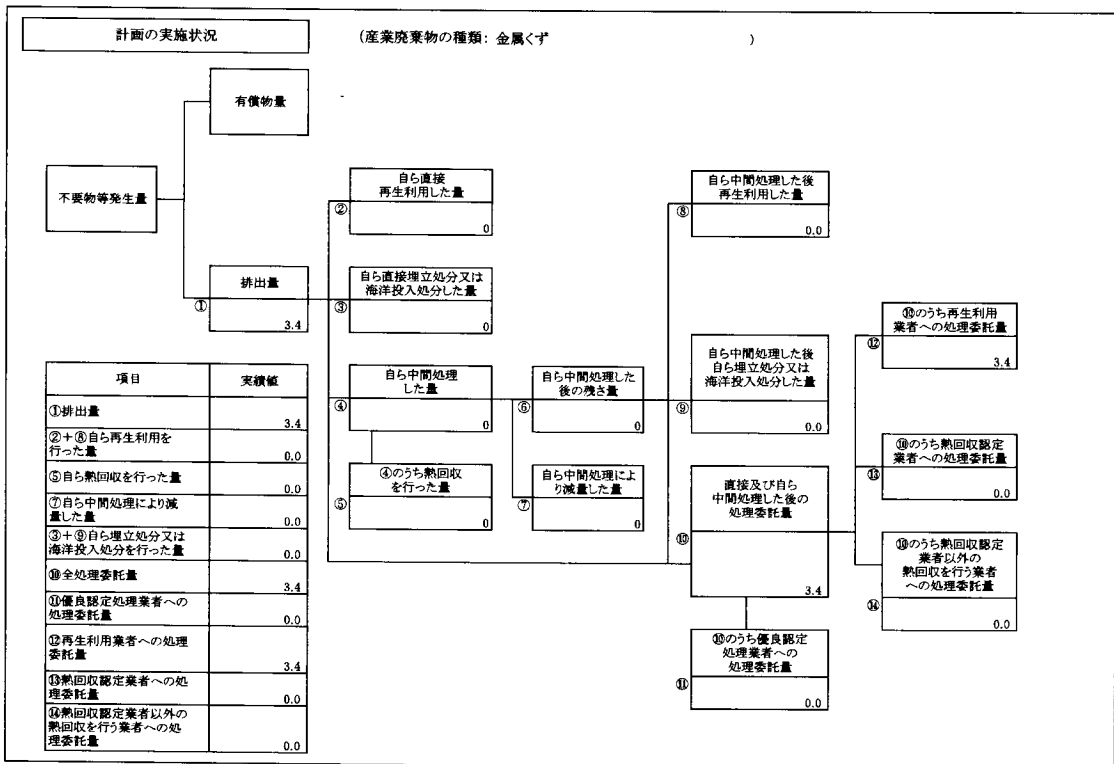 計画の実施状況
(産業廃棄物の種類: 金属くず )
有償物量
不要物等発生量
排出量
①
3.4
自ら直接
再生利用した量
②
0
自ら直接埋立処分又は
海洋投入処分した量
③
0
自ら中間処理
した量
④
0
④のうち熱回収
を行った量
⑤
0
自ら中間処理した
後の残さ量
⑥
0
自ら中間処理によ
り減量した量
⑦
0
自ら中間処理した後
再生利用した量
⑧
0.0
自ら中間処理した後
自ら埋立処分又は
海洋投入処分した量
⑨
0.0
直接及び自ら
中間処理した後の
処理委託量
⑩
3.4
⑩のうち優良認定
処理業者への
処理委託量
⑪
0.0
⑩のうち再生利用
業者への処理委託量
⑫
3.4
⑩のうち熱回収認定
業者への処理委託量
⑬
0.0
⑩のうち熱回収認定
業者以外の
熱回収を行う業者
への処理委託量
⑭
0.0
項目 実績値
①排出量 3.4
②+⑧自ら再生利用を
行った量 0.0
⑤自ら熱回収を行った量 0.0
⑦自ら中間処理により減
量した量 0.0
③+⑨自ら埋立処分又は
海洋投入処分を行った量 0.0
⑩全処理委託量 3.4
⑪優良認定処理業者への
処理委託量 0.0
⑫再生利用業者への処理
委託量 3.4
⑬熱回収認定業者への処
理委託量 0.0
⑭熱回収認定業者以外の
熱回収を行う業者への処
理委託量 0.0